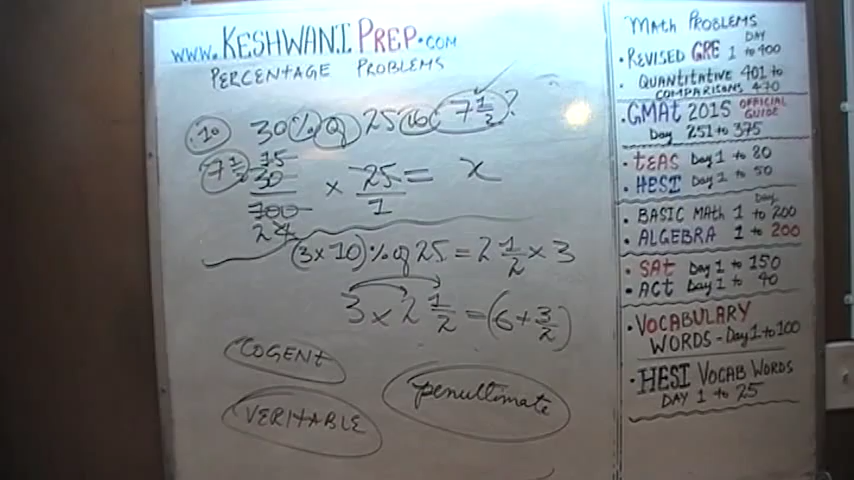 www.KESHWANIPREP.COM
PERCENTAGE PROBLEMS
10 30% of 25 is 7 1/2 ?
7 1/2 15
30
100 × 25/1 = x
2
(3x10)% of 25 = 2 1/2 × 3
3 × 2 1/2 = (6 + 3/2)
COGENT
VERITABLE
penultimate
MATH PROBLEMS
DAY
• REVISED GRE 1 to 400
• QUANTITATIVE 401 to
COMPARISONS 470
• GMAT 2015 OFFICIAL GUIDE
Day 251 to 375
• TEAS Day 1 to 80
• HESI Day 1 to 50
Day
• BASIC MATH 1 to 200
• ALGEBRA 1 to 200
• SAT Day 1 to 150
• ACT Day 1 to 40
• VOCABULARY
WORDS - Day 1 to 100
• HESI VOCAB WORDS
DAY 1 to 25